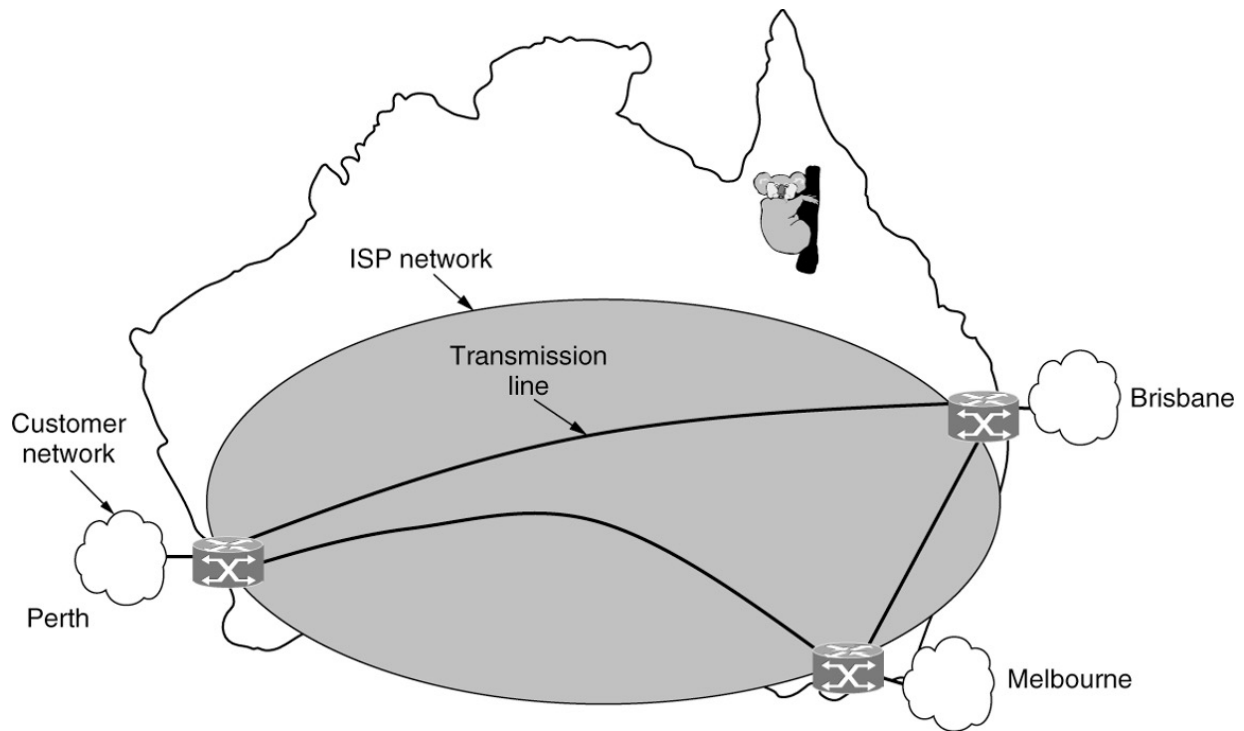 ISP network
Transmission
line
Brisbane
Customer
network
Perth
Melbourne